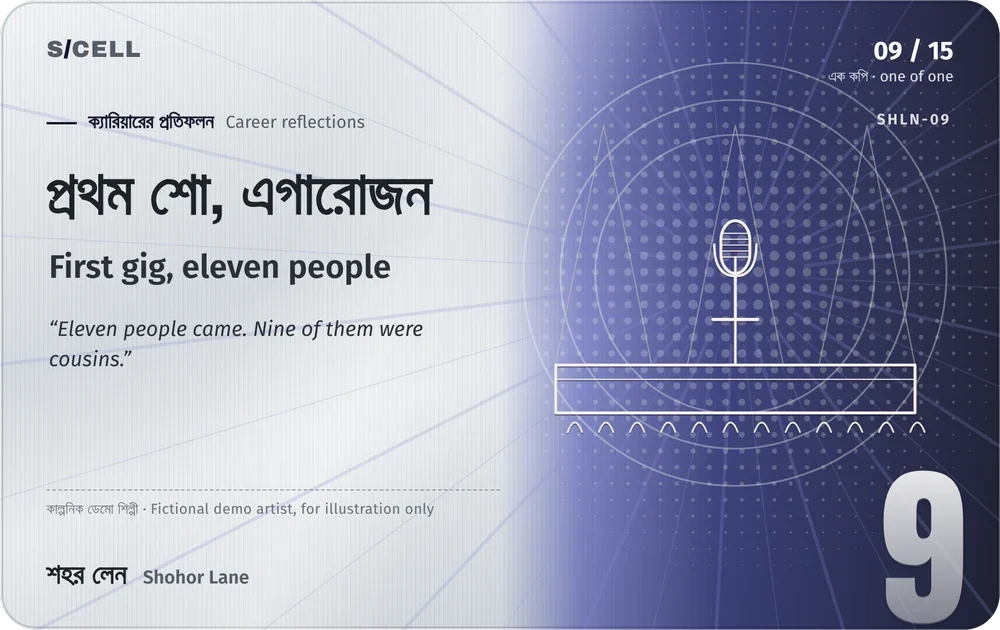 S/CELL
09 / 15
এক কপি · one of one
SHLN-09
ক্যারিয়ারের প্রতিফলন Career reflections
প্রথম শো, এগারোজন
First gig, eleven people
“Eleven people came. Nine of them were
cousins.”
কাল্পনিক ডেমো শিল্পী · Fictional demo artist, for illustration only
শহর লেন Shohor Lane
9